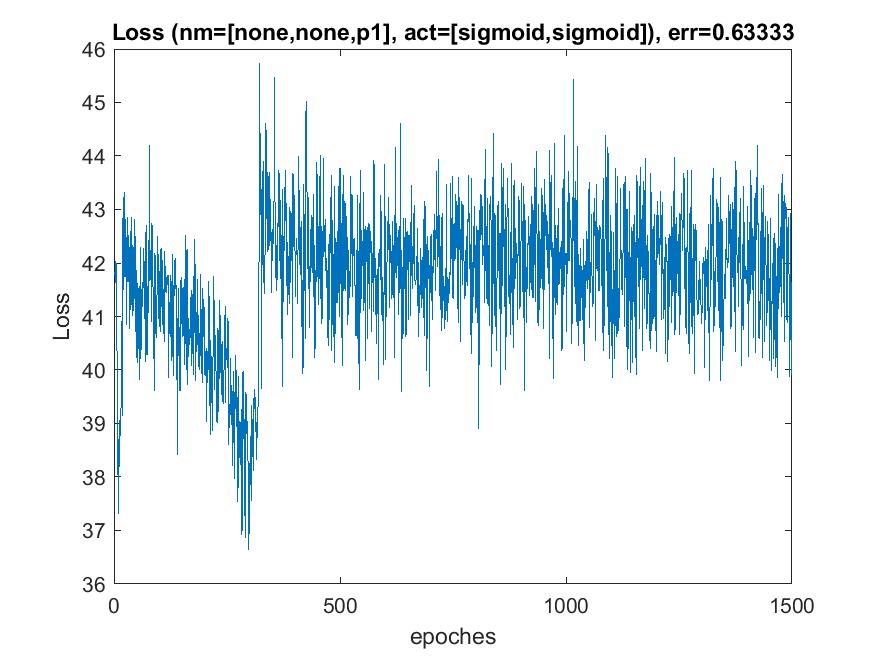 Loss (nm=[none,none,p1], act=[sigmoid,sigmoid]), err=0.63333
46
45
44
43
42
41
40
39
38
37
36
Loss
0 500 1000 1500
epoches